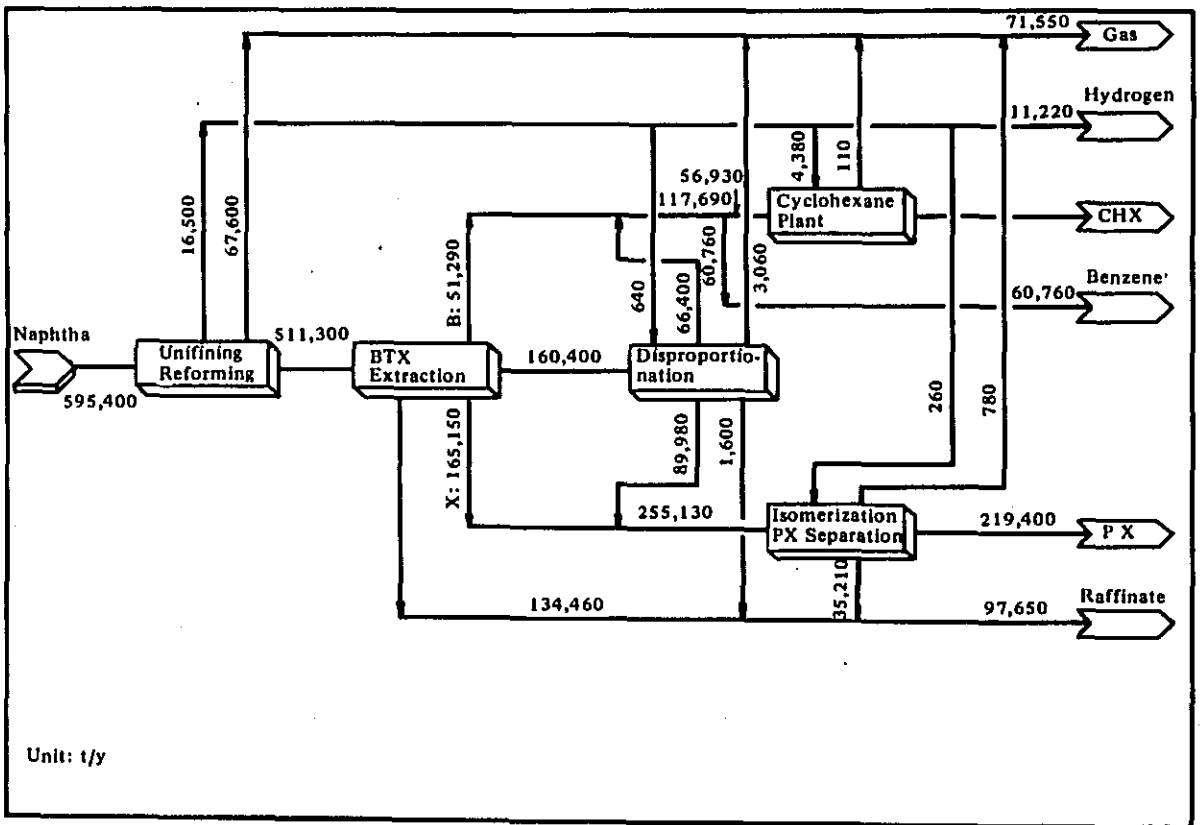 71,550
Gas
Hydrogen
11,220
16,500
67,600
4,380
110
56,930
117,690
Cyclohexane
Plant
CHX
B: 51,290
640
66,400
60,760
3,060
Benzene
60,760
Naphtha
595,400
Unifining
Reforming
511,300
BTX
Extraction
160,400
Disproportio-
nation
260
780
X: 165,150
89,980
1,600
255,130
Isomerization
PX Separation
219,400
P X
35,210
134,460
97,650
Raffinate
Unit: t/y